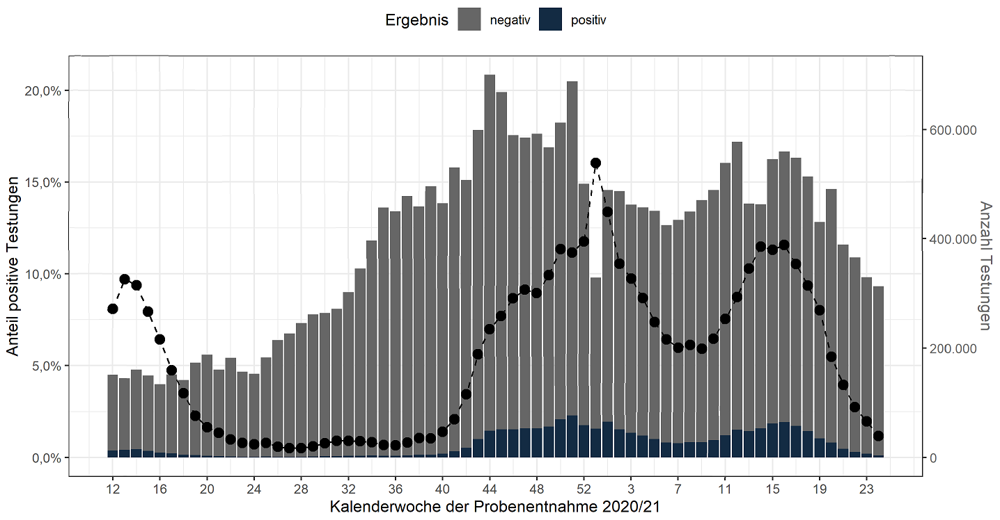 Ergebnis negativ positiv
Anteil positive Testungen
20,0%
15,0%
10,0%
5,0%
0,0%
600.000
400.000
200.000
0
Anzahl Testungen
12 16 20 24 28 32 36 40 44 48 52 3 7 11 15 19 23
Kalenderwoche der Probenentnahme 2020/21